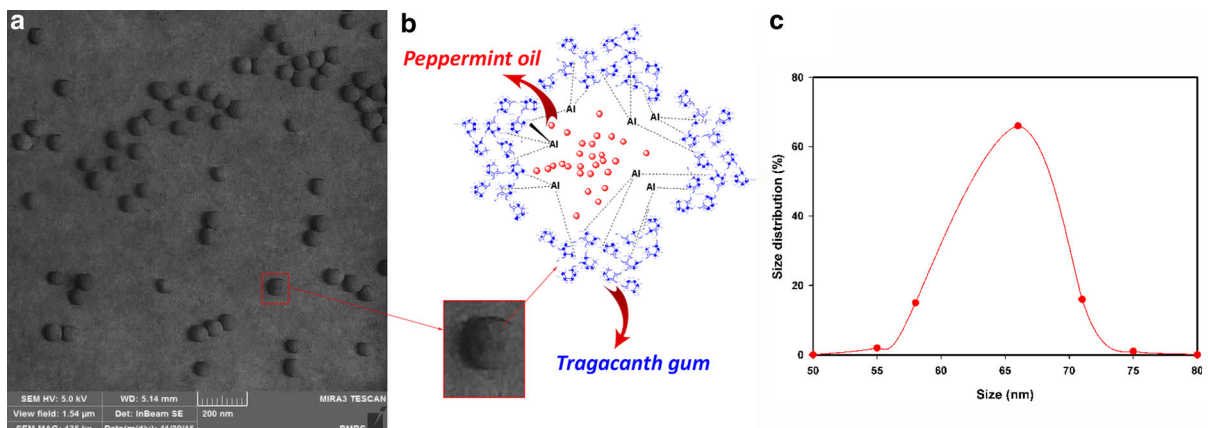 a
SEM HV: 5.0 kV WD: 5.14 mm MIRA3 TESCAN
View field: 1.54 µm Det: InBeam SE 200 nm
b
Peppermint oil
Al
Al
Al
Al
Al
Al
Al
Tragacanth gum
c
80
60
40
20
0
50 55 60 65 70 75 80
Size distribution (%)
Size (nm)